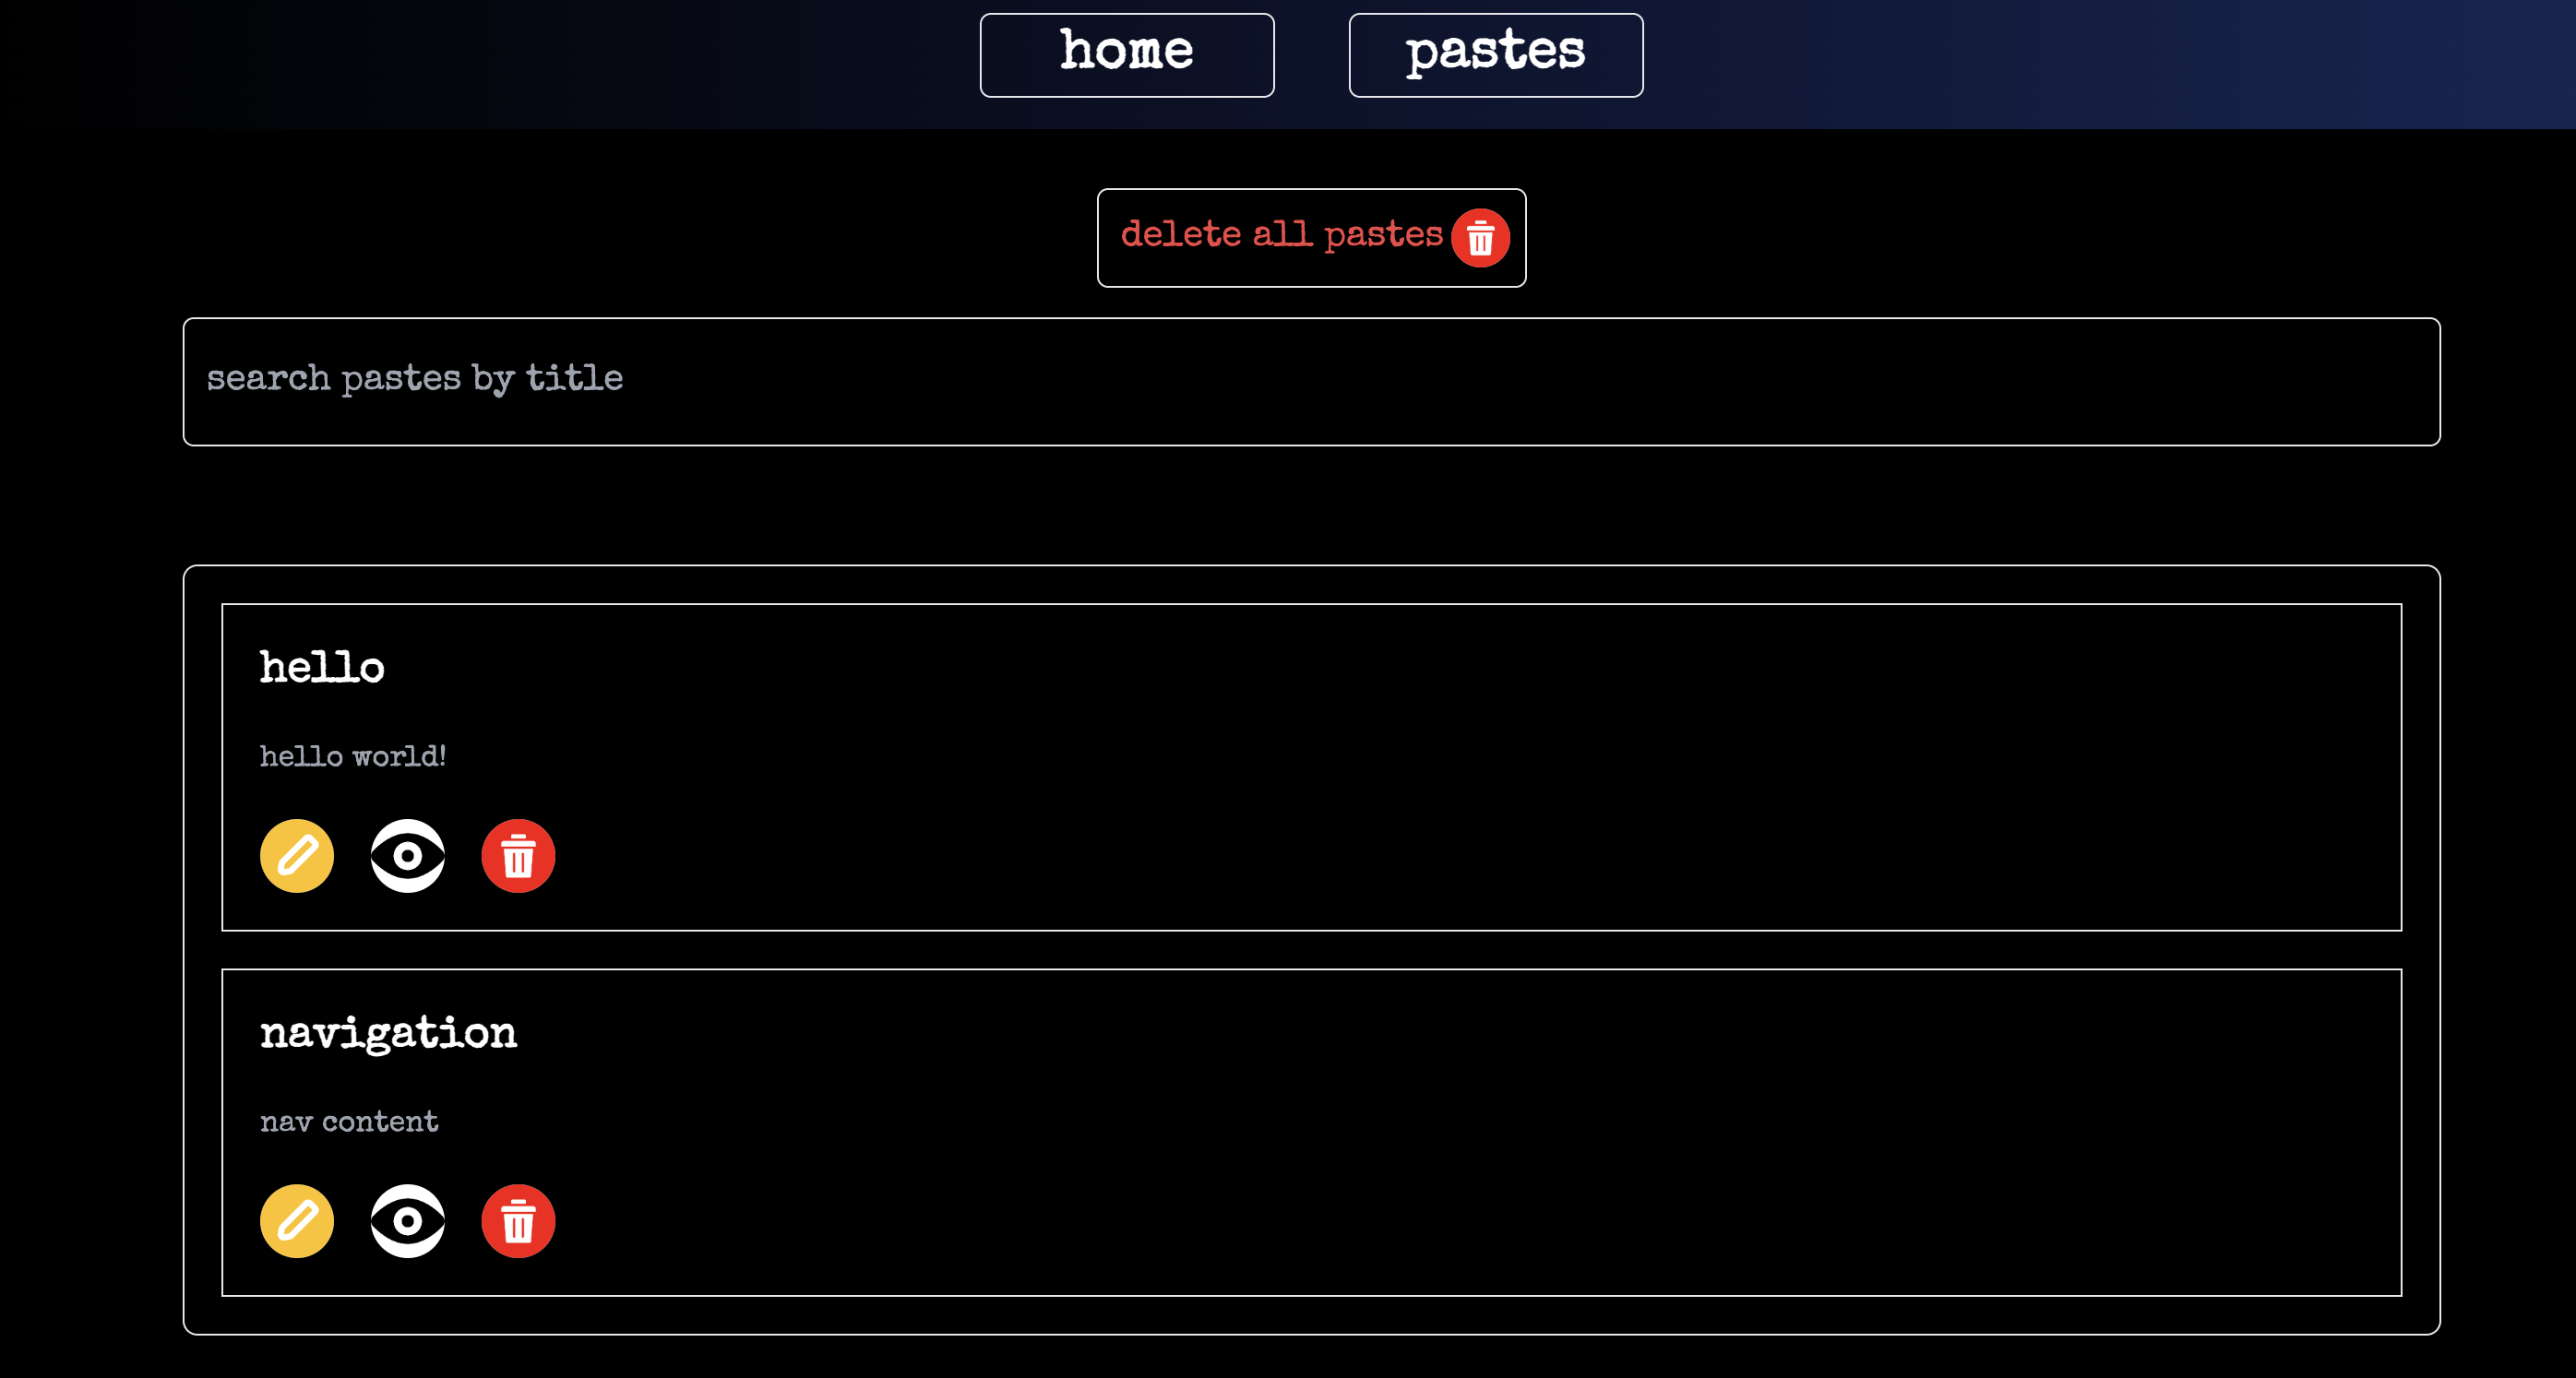 home pastes
delete all pastes
search pastes by title
hello
hello world!
navigation
nav content